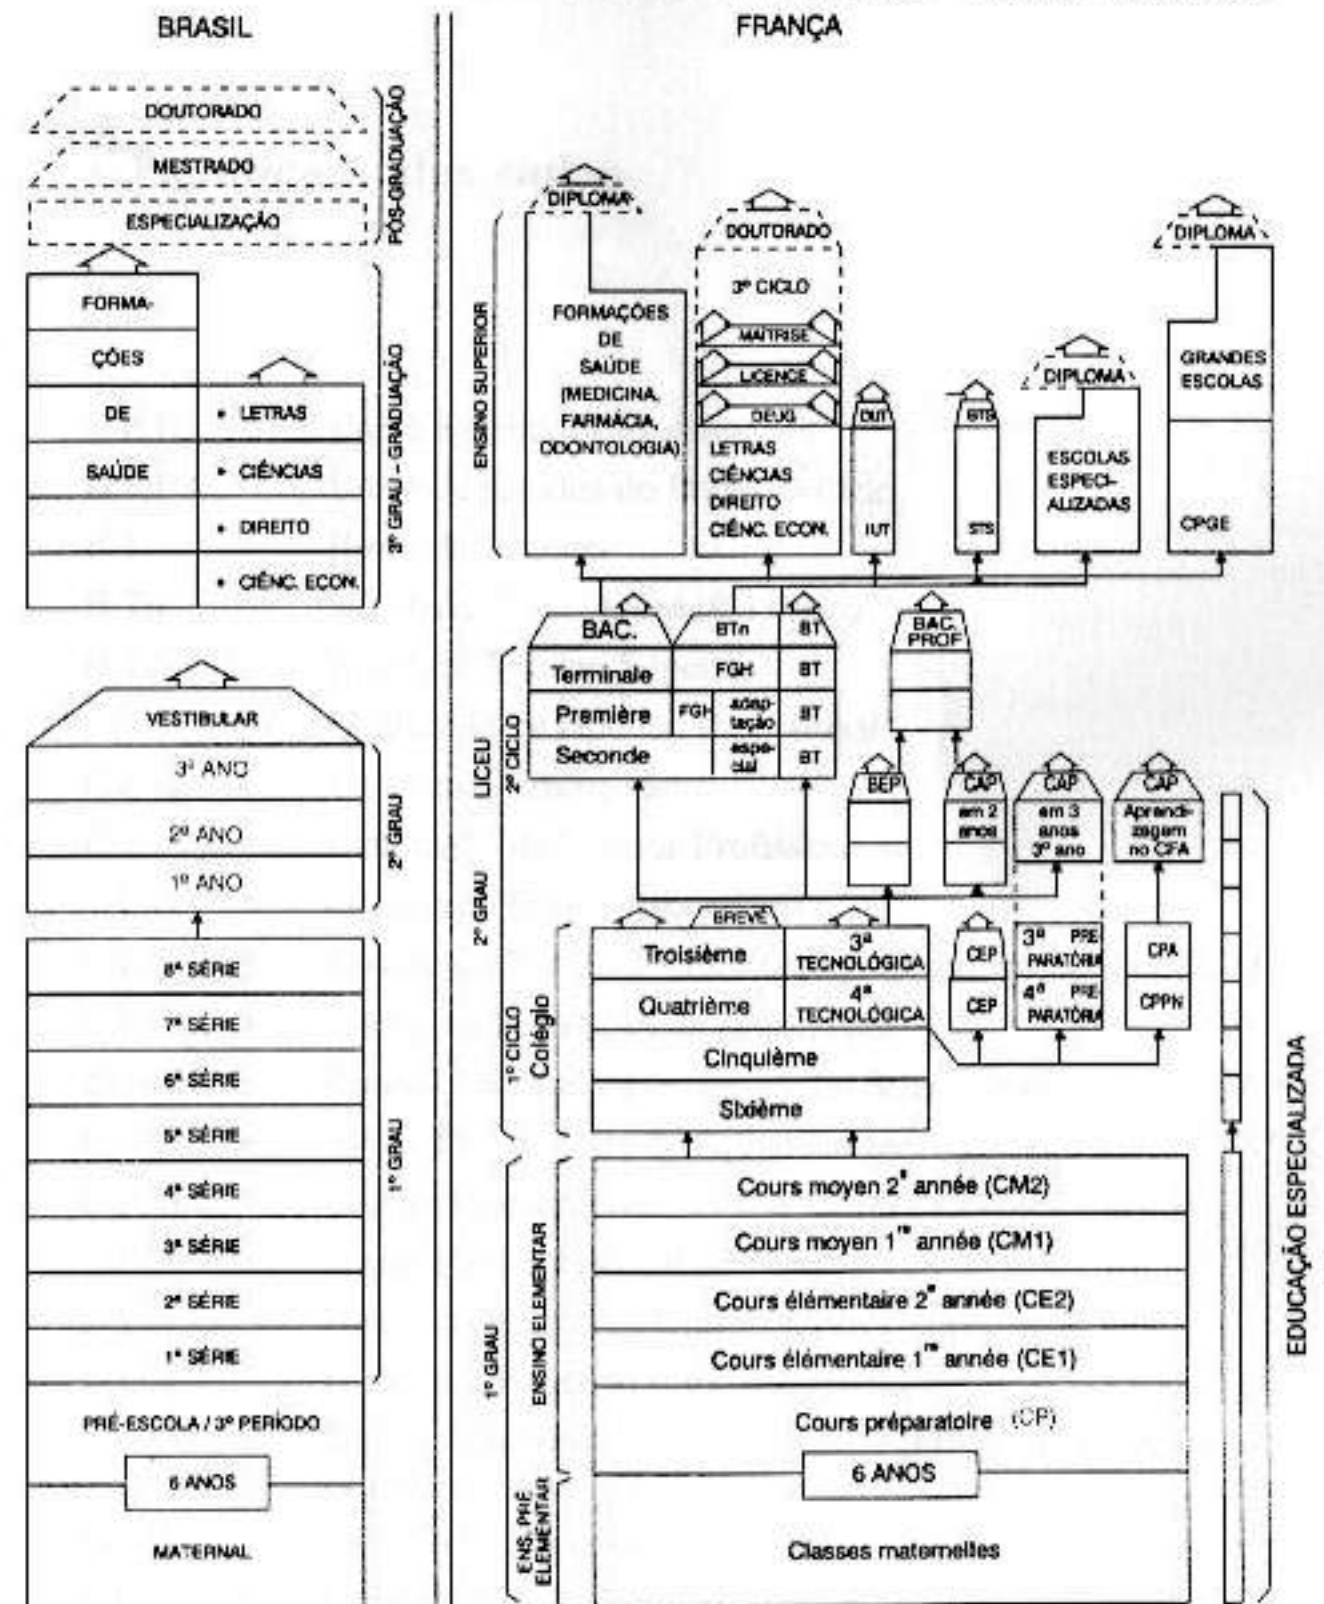 BRASIL
DOUTORADO
MESTRADO
ESPECIALIZAÇÃO
PÓS-GRADUAÇÃO
FORMA-
ÇÕES
DE
SAÚDE
• LETRAS
• CIÊNCIAS
• DIREITO
• CIÊNC. ECON.
3º GRAU - GRADUAÇÃO
VESTIBULAR
3º ANO
2º ANO
1º ANO
2º GRAU
8ª SÉRIE
7ª SÉRIE
6ª SÉRIE
5ª SÉRIE
4ª SÉRIE
3ª SÉRIE
2ª SÉRIE
1ª SÉRIE
1º GRAU
PRÉ-ESCOLA / 3º PERÍODO
6 ANOS
MATERNAL
FRANÇA
ENSINO SUPERIOR
DIPLOMA
FORMAÇÕES
DE
SAÚDE
(MEDICINA,
FARMÁCIA,
ODONTOLOGIA)
DOUTORADO
3º CICLO
MAÎTRISE
LICENCE
DEUG
LETRAS
CIÊNCIAS
DIREITO
CIÊNC. ECON.
DUT
IUT
BTS
STS
DIPLOMA
ESCOLAS
ESPECI-
ALIZADAS
DIPLOMA
GRANDES
ESCOLAS
CPGE
LICEU
2º CICLO
BAC.
BTn
BT
Terminale
FGH
BT
Première
FGH
adap-
tação
BT
Seconde
espe-
cial
BT
BAC.
PROF
BEP
CAP
em 2
anos
CAP
em 3
anos
3º ano
CAP
Aprendi-
zagem
no CFA
2º GRAU
1º CICLO
Colégio
BREVÊ
Troisième
3ª
TECNOLÓGICA
Quatrième
4ª
TECNOLÓGICA
Cinquième
Sixième
CEP
CEP
3ª PRE
PARATÓRIA
4ª PRE-
PARATÓRIA
CPA
CPPN
1º GRAU
ENSINO ELEMENTAR
Cours moyen 2e année (CM2)
Cours moyen 1re année (CM1)
Cours élémentaire 2e année (CE2)
Cours élémentaire 1re année (CE1)
Cours préparatoire (CP)
6 ANOS
ENS. PRÉ
ELEMENTAR
Classes maternelles
EDUCAÇÃO ESPECIALIZADA